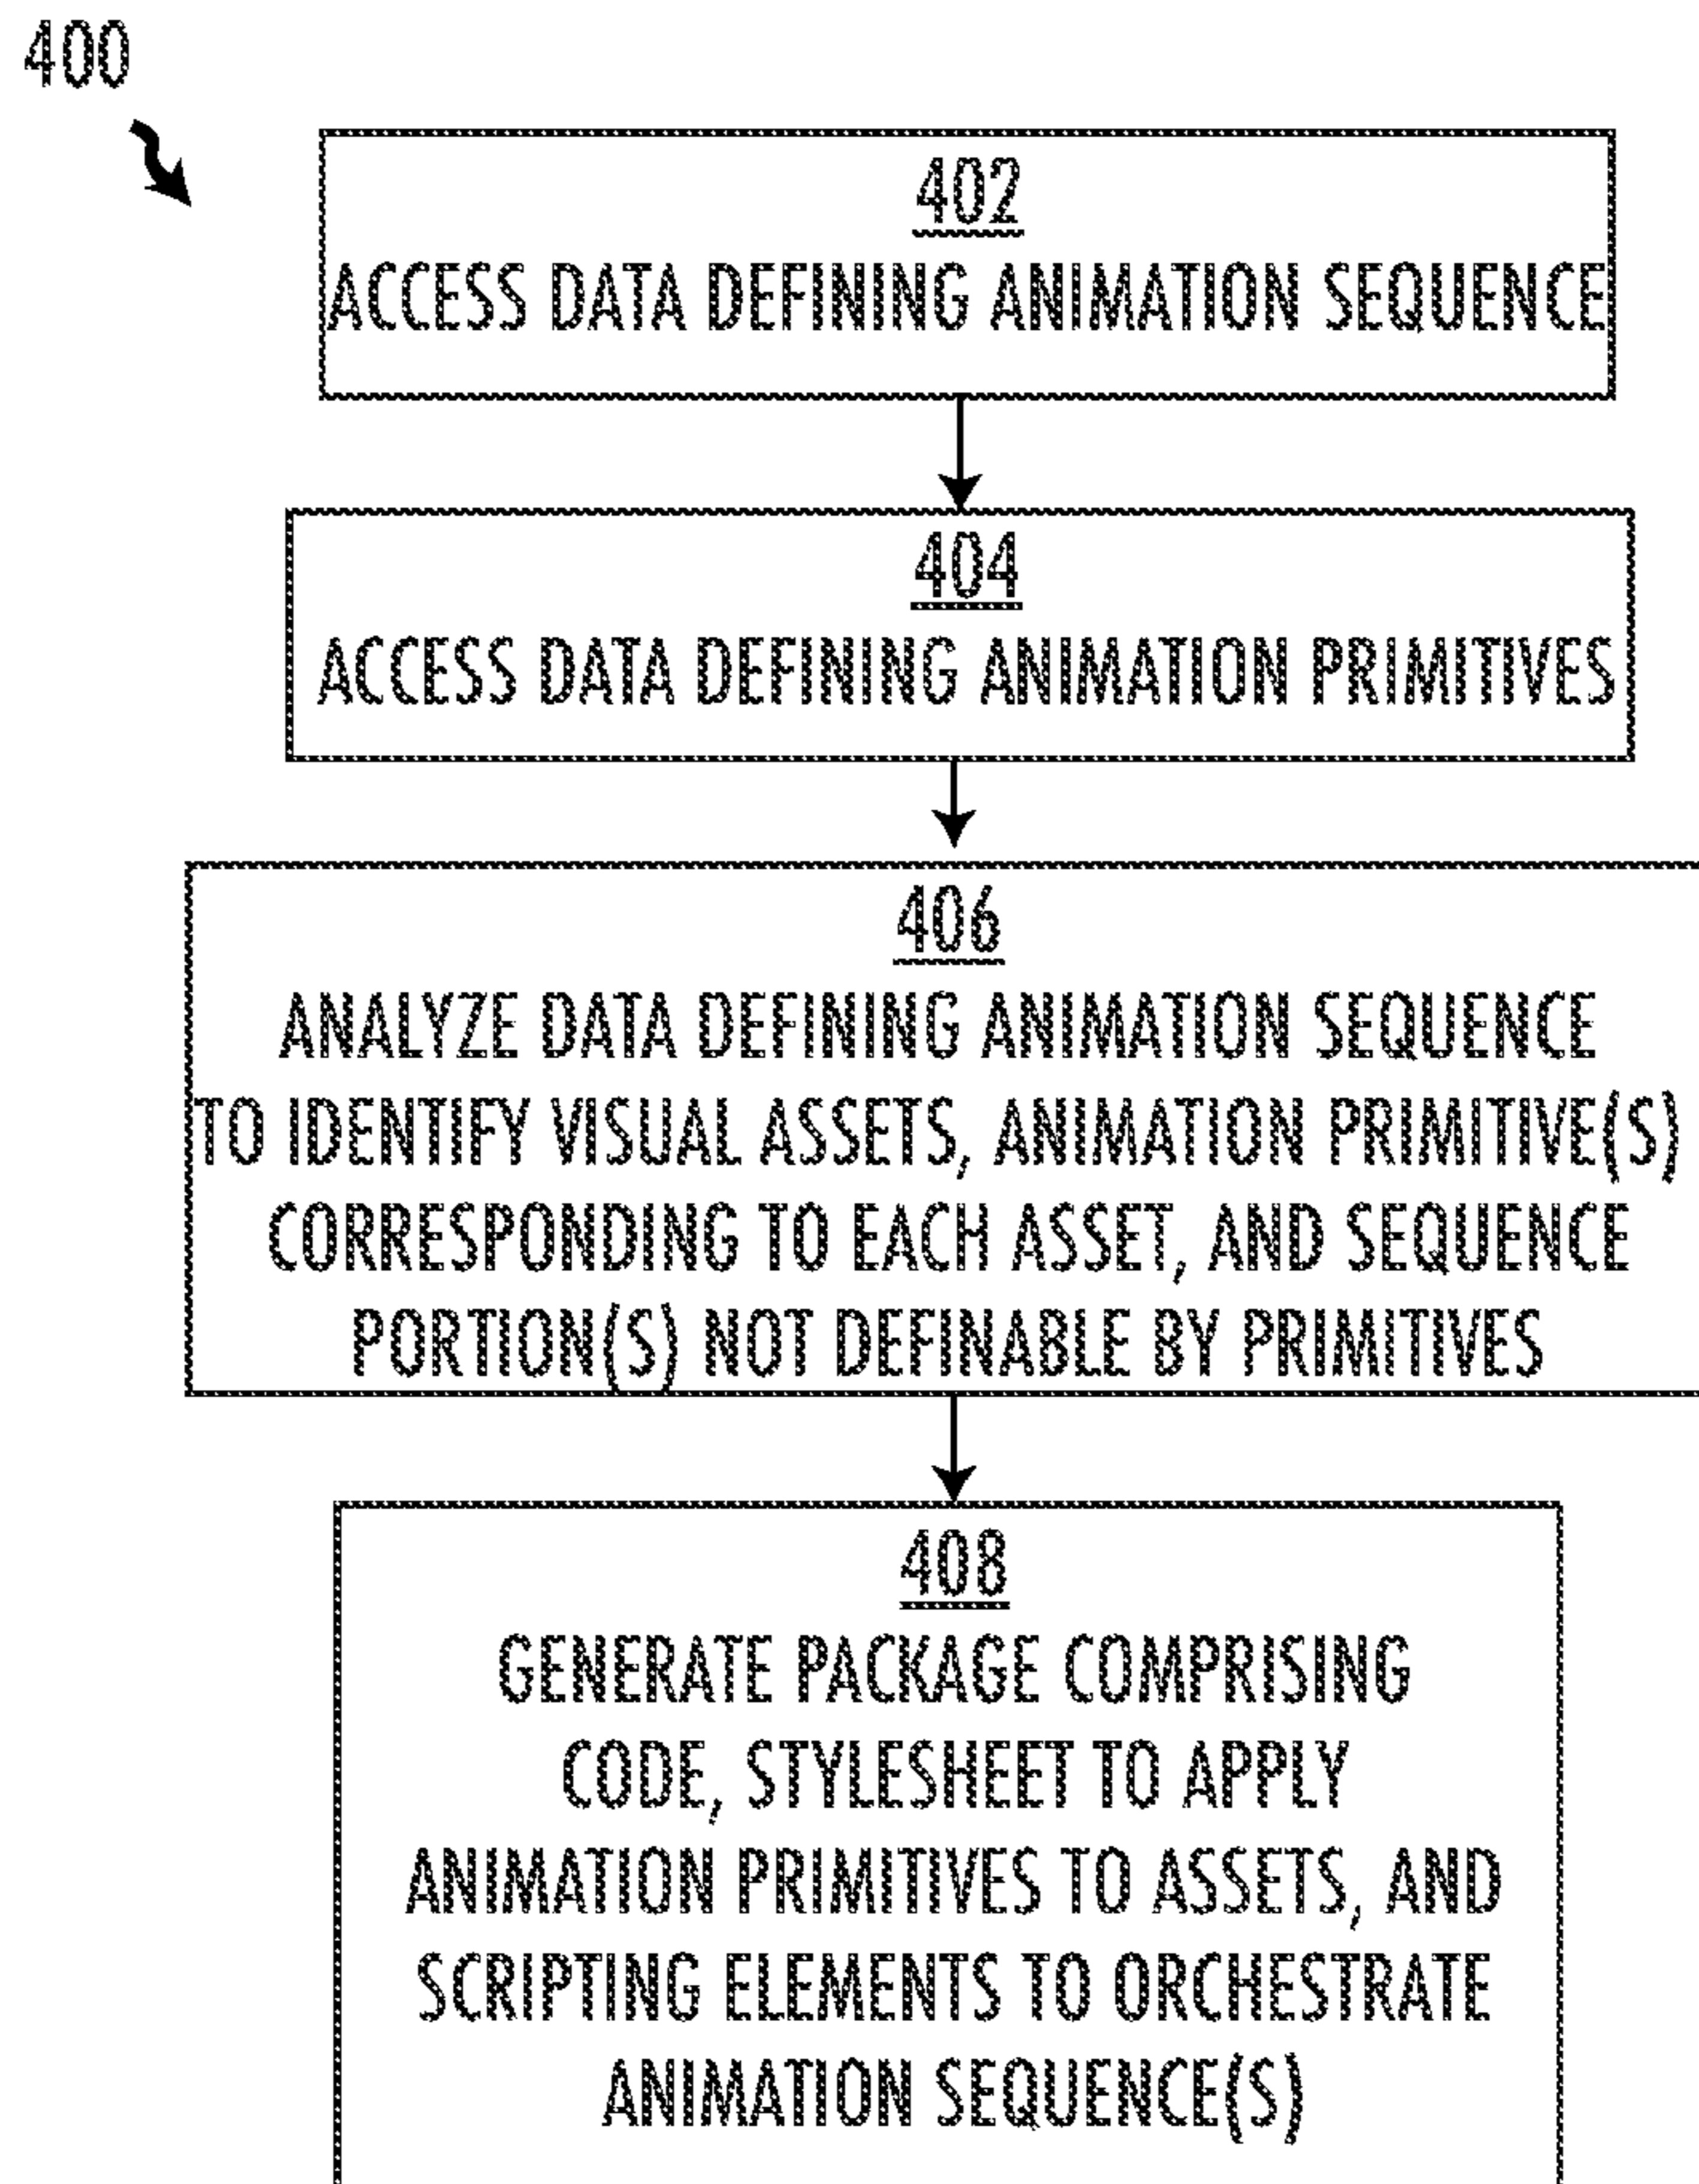 400
402
ACCESS DATA DEFINING ANIMATION SEQUENCE
404
ACCESS DATA DEFINING ANIMATION PRIMITIVES
406
ANALYZE DATA DEFINING ANIMATION SEQUENCE
TO IDENTIFY VISUAL ASSETS, ANIMATION PRIMITIVE(S)
CORRESPONDING TO EACH ASSET, AND SEQUENCE
PORTION(S) NOT DEFINABLE BY PRIMITIVES
408
GENERATE PACKAGE COMPRISING
CODE, STYLESHEET TO APPLY
ANIMATION PRIMITIVES TO ASSETS, AND
SCRIPTING ELEMENTS TO ORCHESTRATE
ANIMATION SEQUENCE(S)